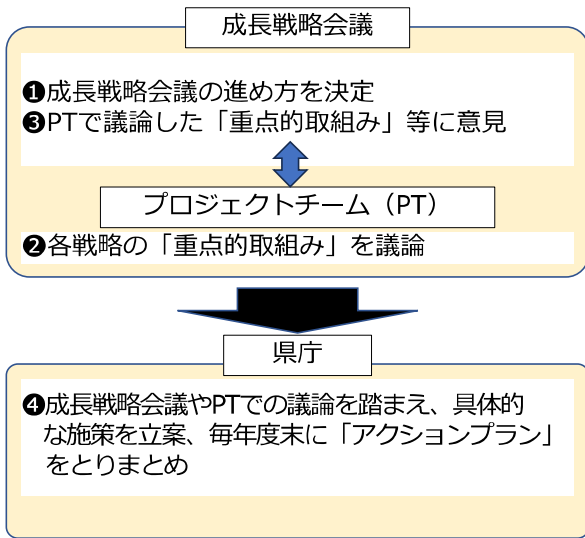 成長戦略会議
❶成長戦略会議の進め方を決定
❸PTで議論した「重点的取組み」等に意見
プロジェクトチーム（PT）
❷各戦略の「重点的取組み」を議論
県庁
❹成長戦略会議やPTでの議論を踏まえ、具体的
な施策を立案、毎年度末に「アクションプラン」
をとりまとめ